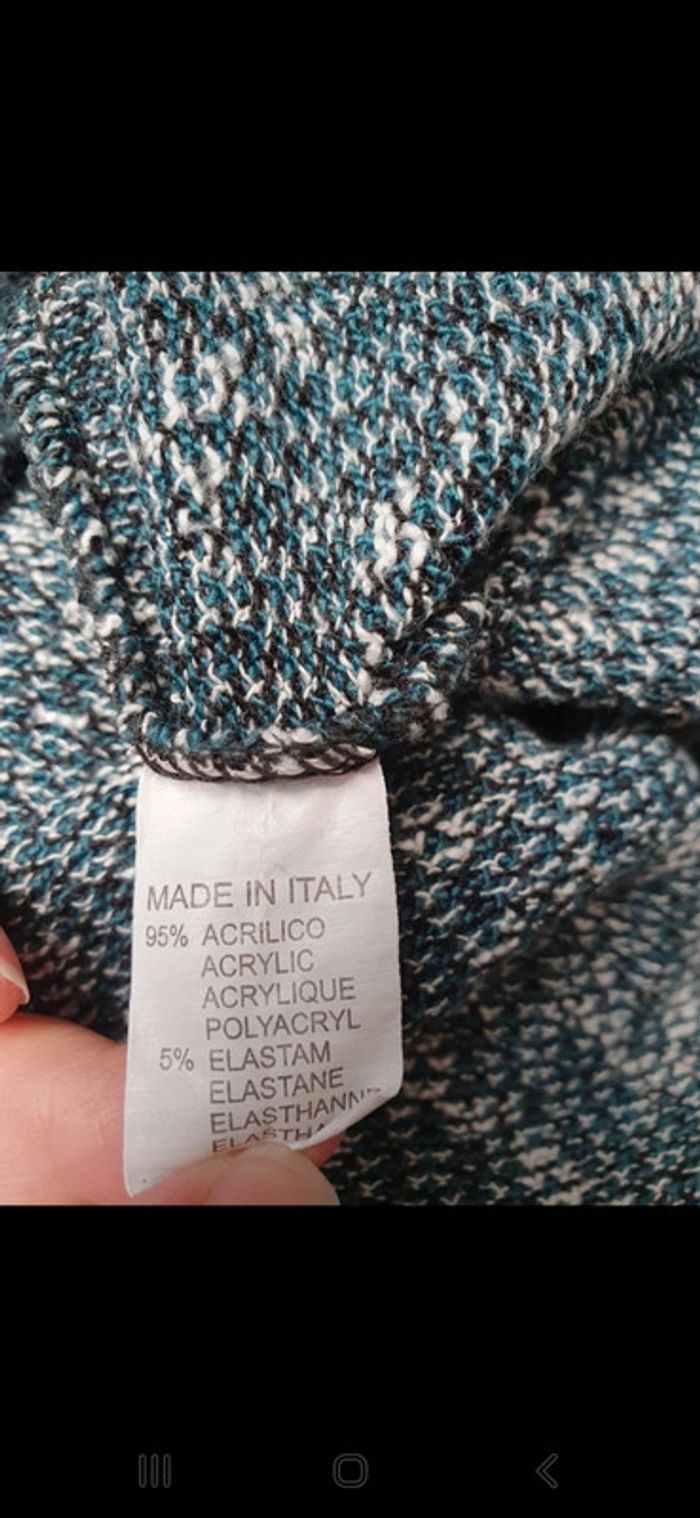 MADE IN ITALY
95% ACRILICO
ACRYLIC
ACRYLIQUE
POLYACRYL
5% ELASTAM
ELASTANE